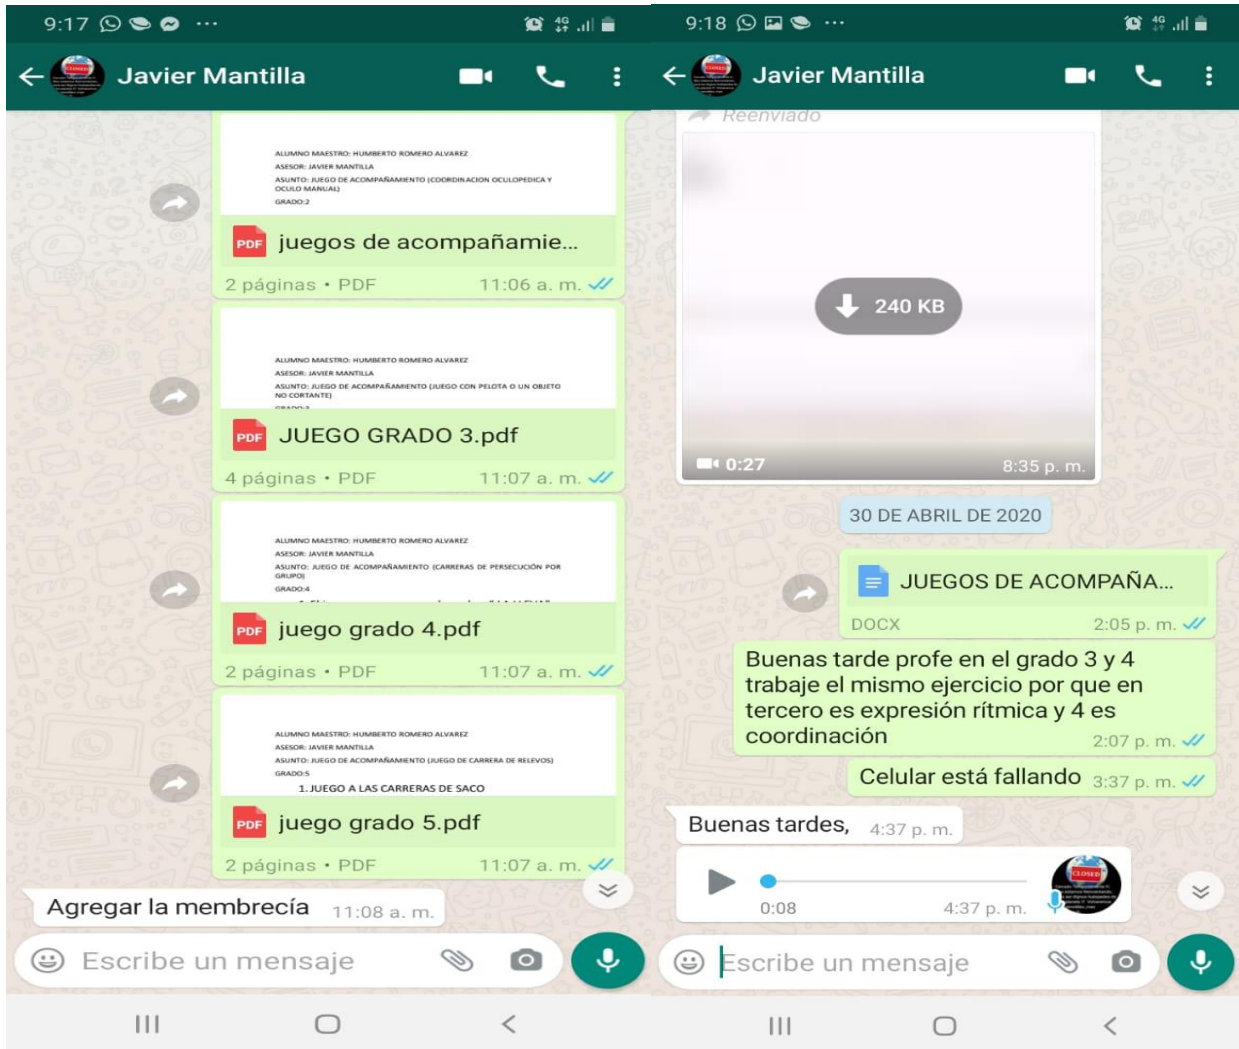 9:17
4G
Javier Mantilla
ALUMNO MAESTRO: HUMBERTO ROMERO ALVAREZ
ASESOR: JAVIER MANTILLA
ASUNTO: JUEGO DE ACOMPAÑAMIENTO (COORDINACION OCULOPEDICA Y
OCULO MANUAL)
GRADO:2
PDF juegos de acompañamie...
2 páginas • PDF 11:06 a. m.
ALUMNO MAESTRO: HUMBERTO ROMERO ALVAREZ
ASESOR: JAVIER MANTILLA
ASUNTO: JUEGO DE ACOMPAÑAMIENTO (JUEGO CON PELOTA O UN OBJETO
NO CORTANTE)
GRADO:3
PDF JUEGO GRADO 3.pdf
4 páginas • PDF 11:07 a. m.
ALUMNO MAESTRO: HUMBERTO ROMERO ALVAREZ
ASESOR: JAVIER MANTILLA
ASUNTO: JUEGO DE ACOMPAÑAMIENTO (CARRERAS DE PERSECUCIÓN POR
GRUPO)
GRADO:4
PDF juego grado 4.pdf
2 páginas • PDF 11:07 a. m.
ALUMNO MAESTRO: HUMBERTO ROMERO ALVAREZ
ASESOR: JAVIER MANTILLA
ASUNTO: JUEGO DE ACOMPAÑAMIENTO (JUEGO DE CARRERA DE RELEVOS)
GRADO:5
1. JUEGO A LAS CARRERAS DE SACO
PDF juego grado 5.pdf
2 páginas • PDF 11:07 a. m.
Agregar la membrecía 11:08 a. m.
Escribe un mensaje
9:18
4G
Javier Mantilla
Reenviado
240 KB
0:27 8:35 p. m.
30 DE ABRIL DE 2020
JUEGOS DE ACOMPAÑA...
DOCX 2:05 p. m.
Buenas tarde profe en el grado 3 y 4
trabaje el mismo ejercicio por que en
tercero es expresión rítmica y 4 es
coordinación 2:07 p. m.
Celular está fallando 3:37 p. m.
Buenas tardes, 4:37 p. m.
CLOSED
0:08 4:37 p. m.
Escribe un mensaje